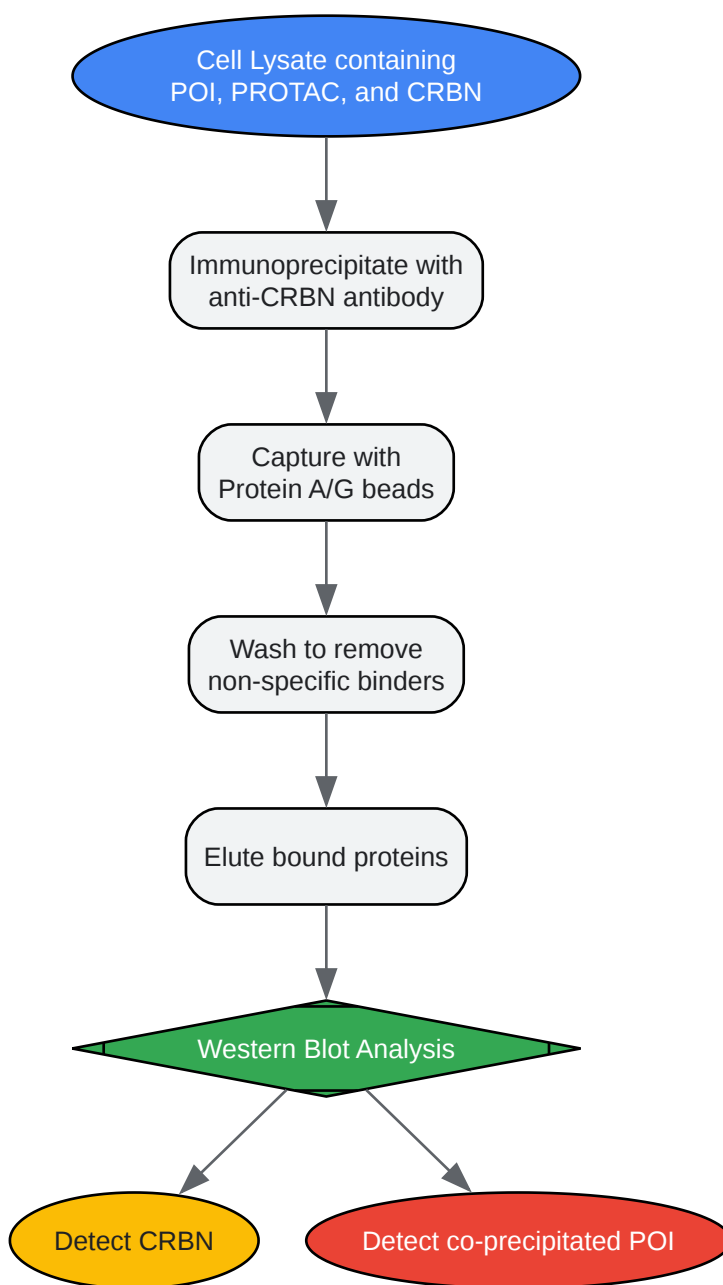 Cell Lysate containing
POI, PROTAC, and CRBN
Immunoprecipitate with
anti-CRBN antibody
Capture with
Protein A/G beads
Wash to remove
non-specific binders
Elute bound proteins
Western Blot Analysis
Detect CRBN
Detect co-precipitated POI